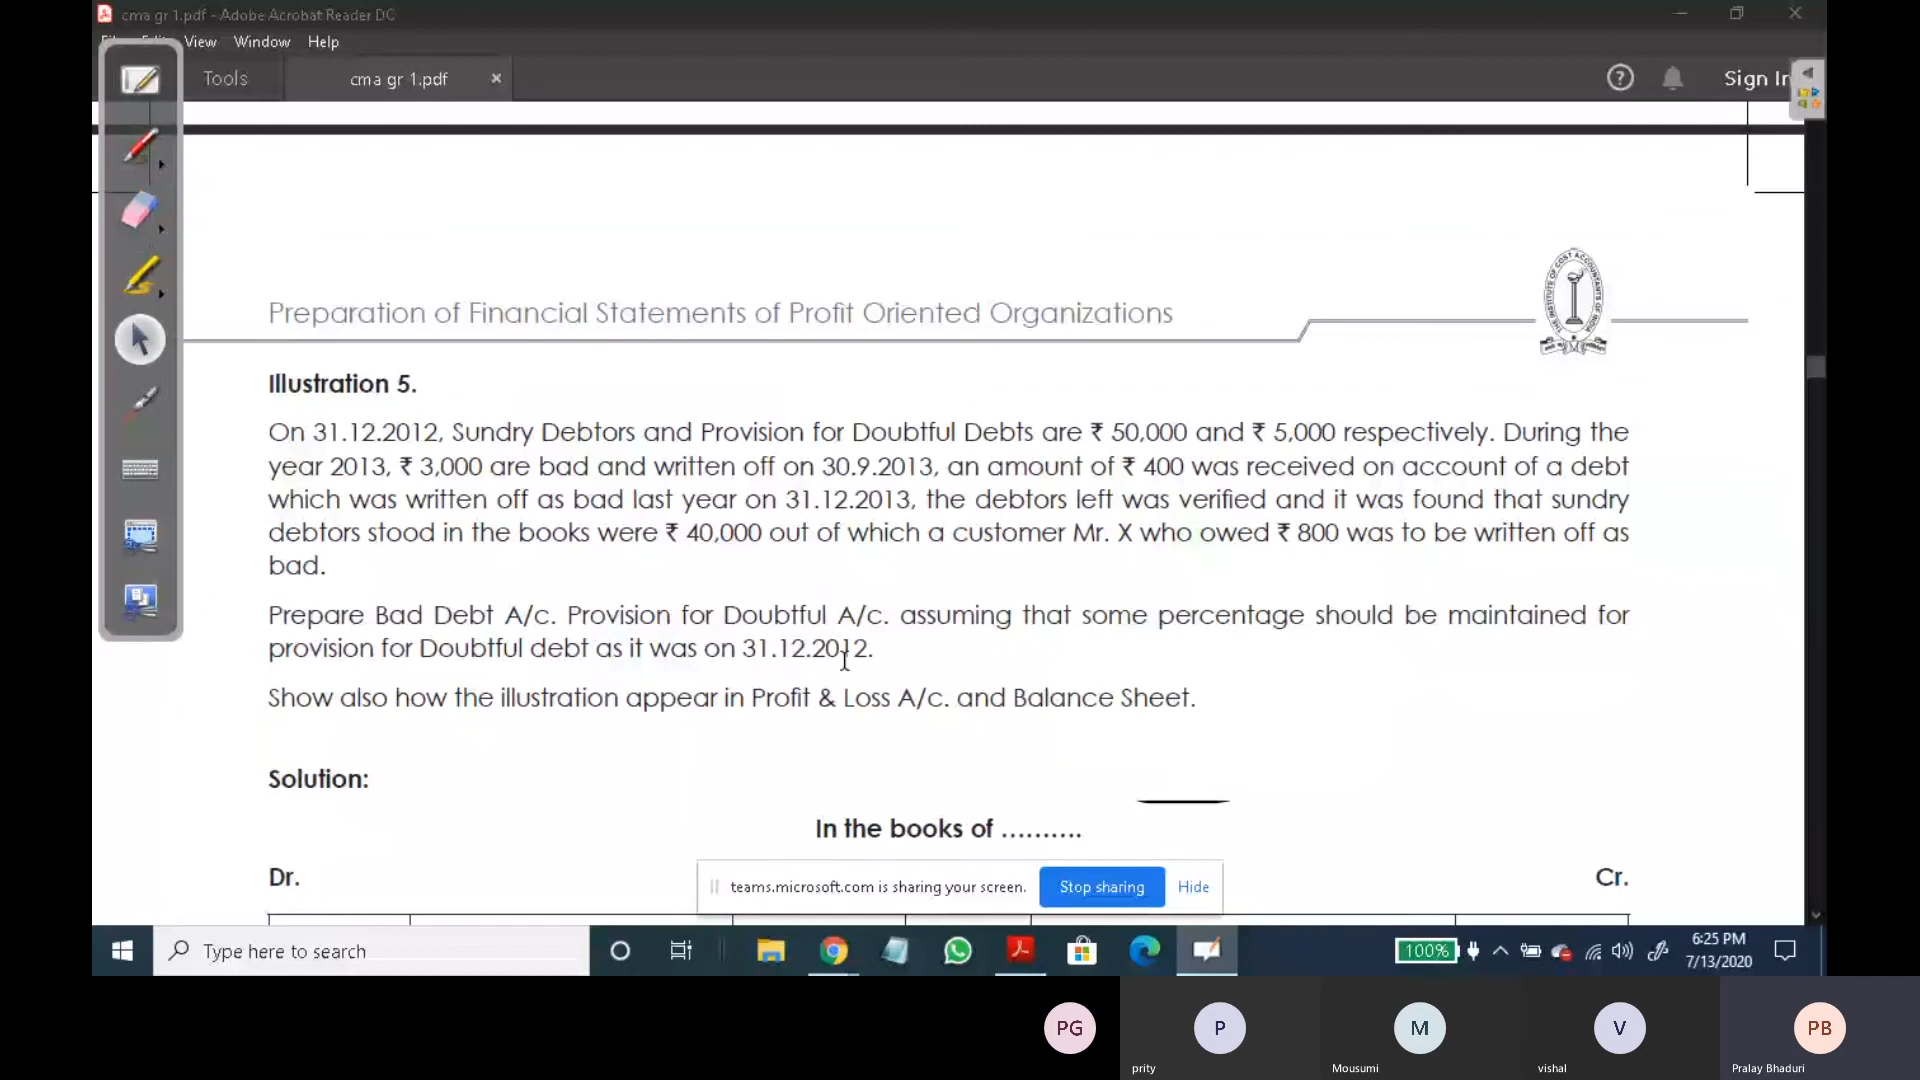 cma gr 1.pdf - Adobe Acrobat Reader DC
View Window Help
Tools
cma gr 1.pdf ×
Sign In
Preparation of Financial Statements of Profit Oriented Organizations
THE INSTITUTE OF COST ACCOUNTANTS OF INDIA
Illustration 5.
On 31.12.2012, Sundry Debtors and Provision for Doubtful Debts are ₹ 50,000 and ₹ 5,000 respectively. During the
year 2013, ₹ 3,000 are bad and written off on 30.9.2013, an amount of ₹ 400 was received on account of a debt
which was written off as bad last year on 31.12.2013, the debtors left was verified and it was found that sundry
debtors stood in the books were ₹ 40,000 out of which a customer Mr. X who owed ₹ 800 was to be written off as
bad.
Prepare Bad Debt A/c. Provision for Doubtful A/c. assuming that some percentage should be maintained for
provision for Doubtful debt as it was on 31.12.2012.
Show also how the illustration appear in Profit & Loss A/c. and Balance Sheet.
Solution:
In the books of ..........
Dr.
Cr.
teams.microsoft.com is sharing your screen. Stop sharing Hide
Type here to search
100%
6:25 PM
7/13/2020
PG P M V PB
prity Mousumi vishal Pralay Bhaduri